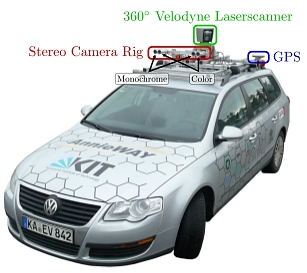 360° Velodyne Laserscanner
Stereo Camera Rig
GPS
Monochrome
Color
ANNIEWAY
KIT
KA EV 842